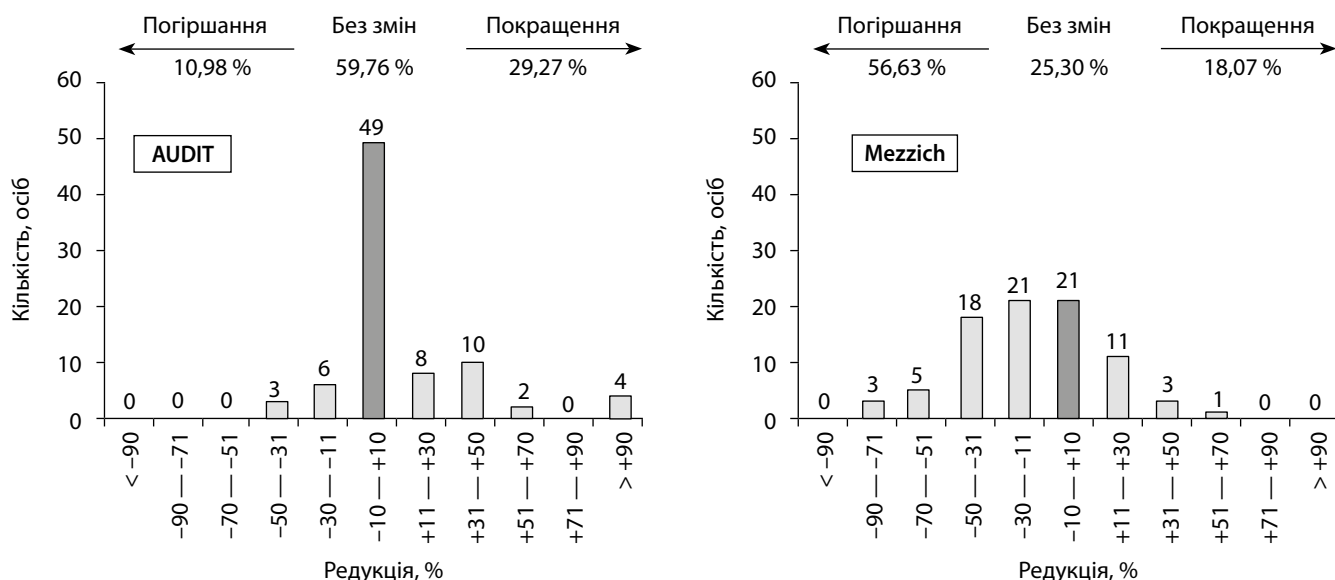 Погіршання Без змін Покращення
10,98 % 59,76 % 29,27 %
AUDIT
Кількість, осіб
60
50
40
30
20
10
0
0 0 0 3 6 49 8 10 2 0 4
< –90
–90 — –71
–70 — –51
–50 — –31
–30 — –11
–10 — +10
+11 — +30
+31 — +50
+51 — +70
+71 — +90
> +90
Редукція, %
Погіршання Без змін Покращення
56,63 % 25,30 % 18,07 %
Mezzich
Кількість, осіб
60
50
40
30
20
10
0
0 3 5 18 21 21 11 3 1 0 0
< –90
–90 — –71
–70 — –51
–50 — –31
–30 — –11
–10 — +10
+11 — +30
+31 — +50
+51 — +70
+71 — +90
> +90
Редукція, %